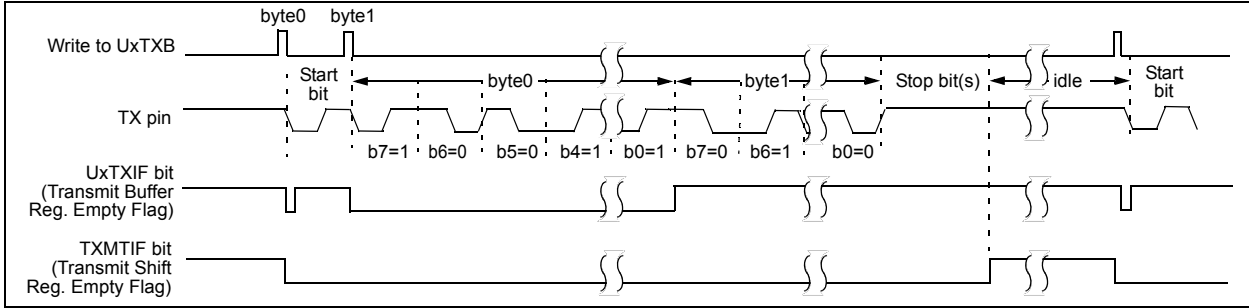 byte0 byte1
Write to UxTXB
Start
bit
byte0
byte1
Stop bit(s)
idle
Start
bit
TX pin
b7=1 b6=0 b5=0 b4=1 b0=1 b7=0 b6=1 b0=0
UxTXIF bit
(Transmit Buffer
Reg. Empty Flag)
TXMTIF bit
(Transmit Shift
Reg. Empty Flag)